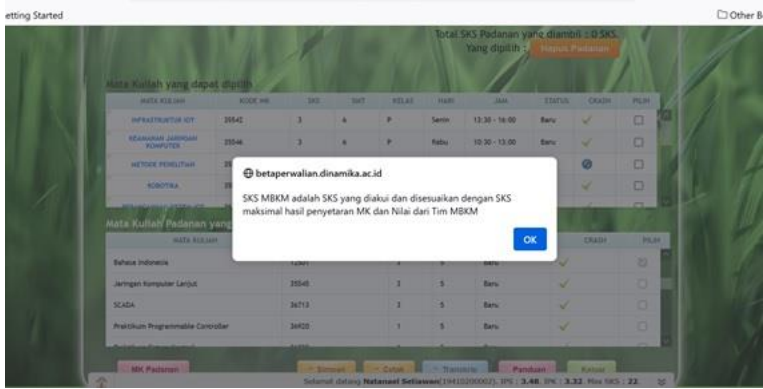 etting Started
Other B
Total SKS Padanan yang diambil : 0 SKS.
Yang dipilih : Hapus Padanan
Mata Kuliah yang dapat dipilih
MATA KULIAH KODE MK SKS SMT KELAS HARI JAM STATUS CRASH PILIH
INFRASTRUKTUR IOT 35542 3 6 P Senin 13:30 - 16:00 Baru
KEAMANAN JARINGAN KOMPUTER 35546 3 6 P Rabu 10:30 - 13:00 Baru
METODE PENELITIAN
ROBOTIKA
betaperwalian.dinamika.ac.id
SKS MBKM adalah SKS yang diakui dan disesuaikan dengan SKS
maksimal hasil penyetaran MK dan Nilai dari Tim MBKM
OK
Mata Kuliah Padanan yang
MATA KULIAH CRASH PILIH
Bahasa Indonesia Baru
Jaringan Komputer Lanjut 35545 3 5 Baru
SCADA 36713 3 5 Baru
Praktikum Programmable Controller 36920 1 5 Baru
MK Padanan Simpan Cetak Transkrip Panduan Keluar
Selamat datang Natanael Setiawan(19410200002). IPS : 3.48. IPK : 3.32. Max SKS : 22.